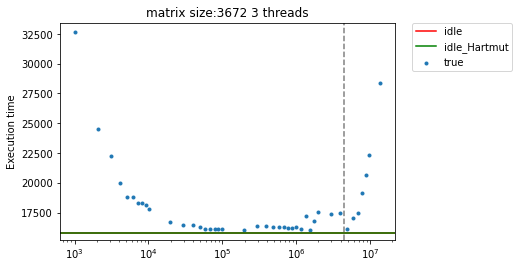 matrix size:3672 3 threads
idle
idle_Hartmut
true
Execution time
32500
30000
27500
25000
22500
20000
17500
10³
10⁴
10⁵
10⁶
10⁷